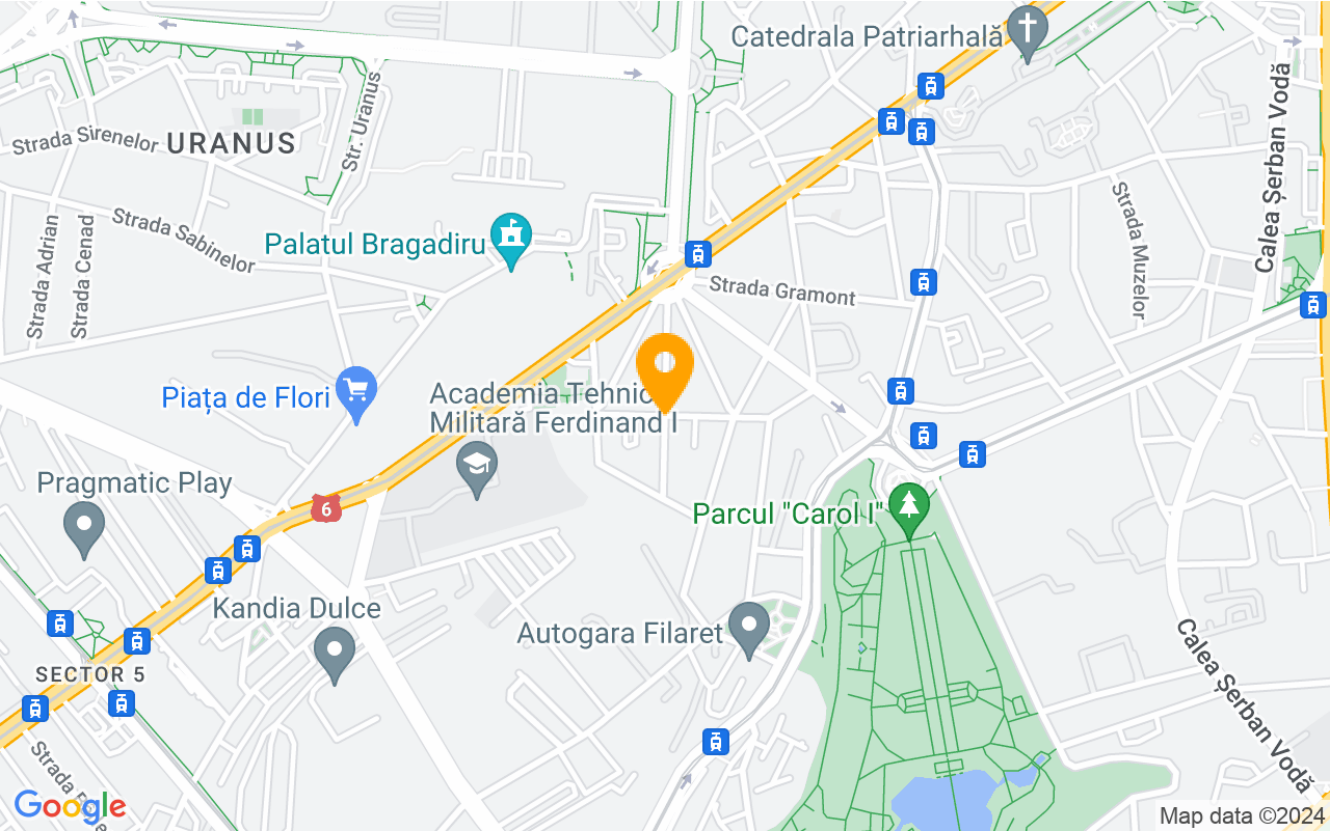 Catedrala Patriarhală
Calea Șerban Vodă
Str. Uranus
Strada Sirenelor
URANUS
Strada Muzelor
Strada Adrian
Strada Cenad
Strada Sabinelor
Palatul Bragadiru
Strada Gramont
Piața de Flori
Academia Tehnic
Militară Ferdinand I
Pragmatic Play
6
Parcul "Carol I"
Kandia Dulce
Autogara Filaret
SECTOR 5
Calea Șerban Vodă
Strada
Google
Map data ©2024